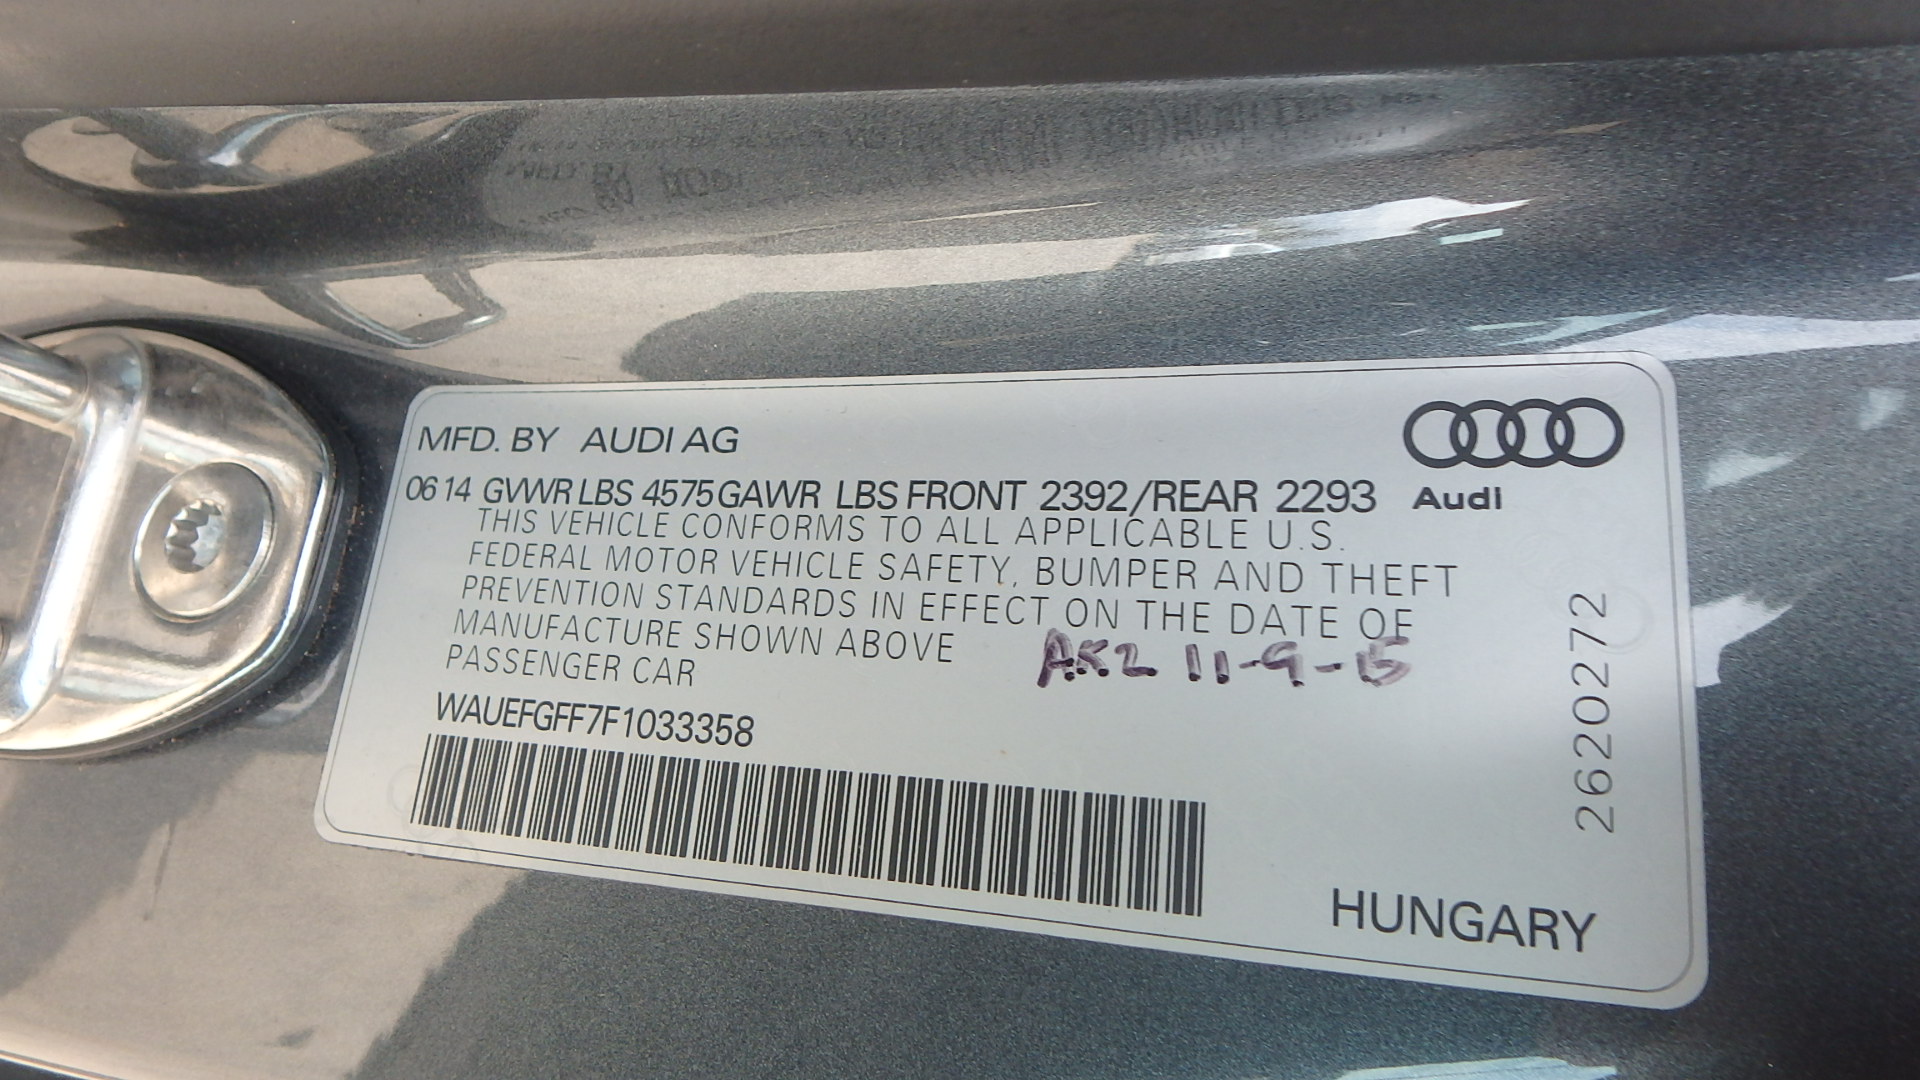 MFD. BY AUDI AG
06 14 GVWR LBS 4575 GAWR LBS FRONT 2392/REAR 2293
Audi
THIS VEHICLE CONFORMS TO ALL APPLICABLE U.S.
FEDERAL MOTOR VEHICLE SAFETY, BUMPER AND THEFT
PREVENTION STANDARDS IN EFFECT ON THE DATE OF
MANUFACTURE SHOWN ABOVE
PASSENGER CAR
11-9-15
WAUEFGFF7F1033358
2620272
HUNGARY